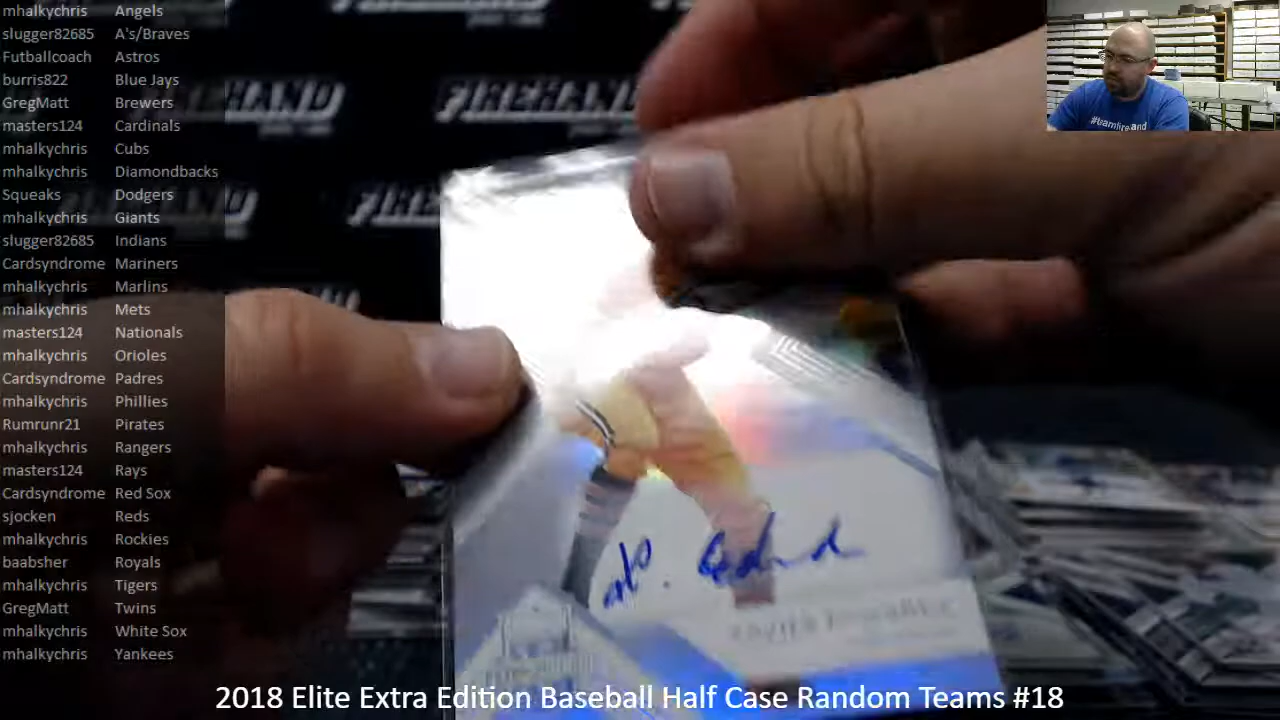 mhalkychris Angels
slugger82685 A's/Braves
Futballcoach Astros
burris822 Blue Jays
GregMatt Brewers
masters124 Cardinals
mhalkychris Cubs
mhalkychris Diamondbacks
Squeaks Dodgers
mhalkychris Giants
slugger82685 Indians
Cardsyndrome Mariners
mhalkychris Marlins
mhalkychris Mets
masters124 Nationals
mhalkychris Orioles
Cardsyndrome Padres
mhalkychris Phillies
Rumrunr21 Pirates
mhalkychris Rangers
masters124 Rays
Cardsyndrome Red Sox
sjocken Reds
mhalkychris Rockies
baabsher Royals
mhalkychris Tigers
GregMatt Twins
mhalkychris White Sox
mhalkychris Yankees
FIREHAND
2018 Elite Extra Edition Baseball Half Case Random Teams #18